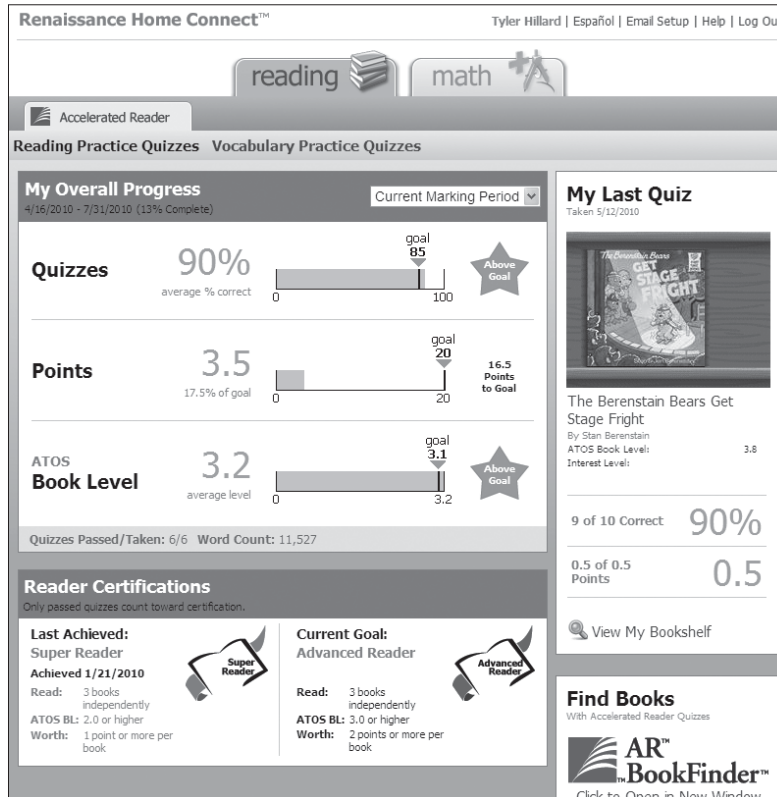 Renaissance Home Connect™
Tyler Hillard | Español | Email Setup | Help | Log Ou
reading
math
Accelerated Reader
Reading Practice Quizzes Vocabulary Practice Quizzes
My Overall Progress
4/16/2010 - 7/31/2010 (13% Complete)
Current Marking Period
Quizzes
90%
average % correct
goal
85
0
100
Above
Goal
Points
3.5
17.5% of goal
goal
20
0
20
16.5
Points
to Goal
ATOS
Book Level
3.2
average level
goal
3.1
0
3.2
Above
Goal
Quizzes Passed/Taken: 6/6 Word Count: 11,527
Reader Certifications
Only passed quizzes count toward certification.
Last Achieved:
Super Reader
Achieved 1/21/2010
Read: 3 books
independently
ATOS BL: 2.0 or higher
Worth: 1 point or more per
book
Super
Reader
Current Goal:
Advanced Reader
Read: 3 books
independently
ATOS BL: 3.0 or higher
Worth: 2 points or more per
book
Advanced
Reader
My Last Quiz
Taken 5/12/2010
The Berenstain Bears
GET
STAGE
FRIGHT
The Berenstain Bears Get
Stage Fright
By Stan Berenstain
ATOS Book Level: 3.8
Interest Level:
9 of 10 Correct 90%
0.5 of 0.5
Points
0.5
View My Bookshelf
Find Books
With Accelerated Reader Quizzes
AR™
BookFinder™
Click to Open in New Window